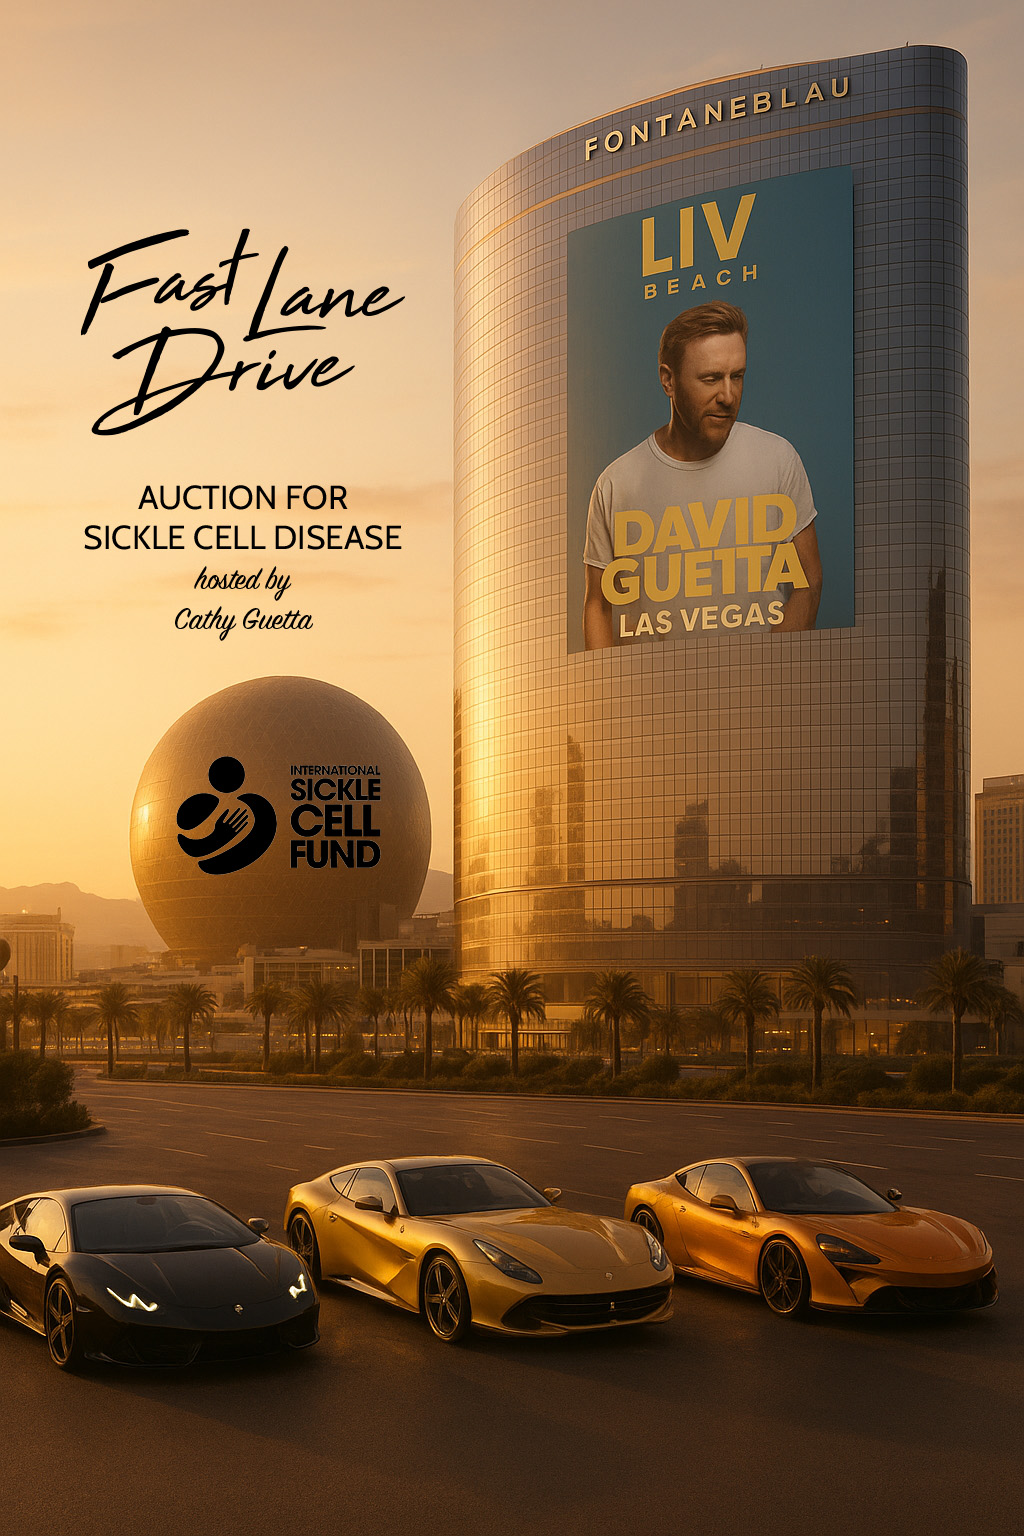 FONTANEBLAU
LIV
BEACH
DAVID
GUETTA
LAS VEGAS
Fast Lane
Drive
AUCTION FOR
SICKLE CELL DISEASE
hosted by
Cathy Guetta
INTERNATIONAL
SICKLE
CELL
FUND